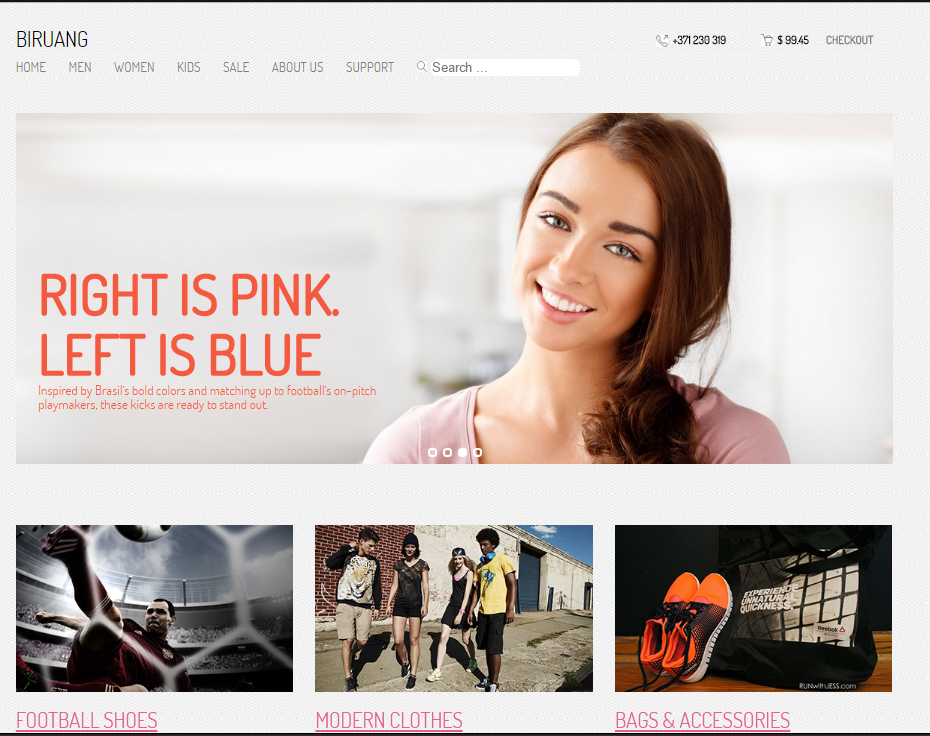 BIRUANG
+371 230 319
$ 99.45
CHECKOUT
HOME MEN WOMEN KIDS SALE ABOUT US SUPPORT Search ...
RIGHT IS PINK.
LEFT IS BLUE
Inspired by Brasil's bold colors and matching up to football's on-pitch
playmakers, these kicks are ready to stand out.
EXPERIENCE
UNNATURAL
QUICKNESS.
Reebok
RUNwithJESS.com
FOOTBALL SHOES
MODERN CLOTHES
BAGS & ACCESSORIES